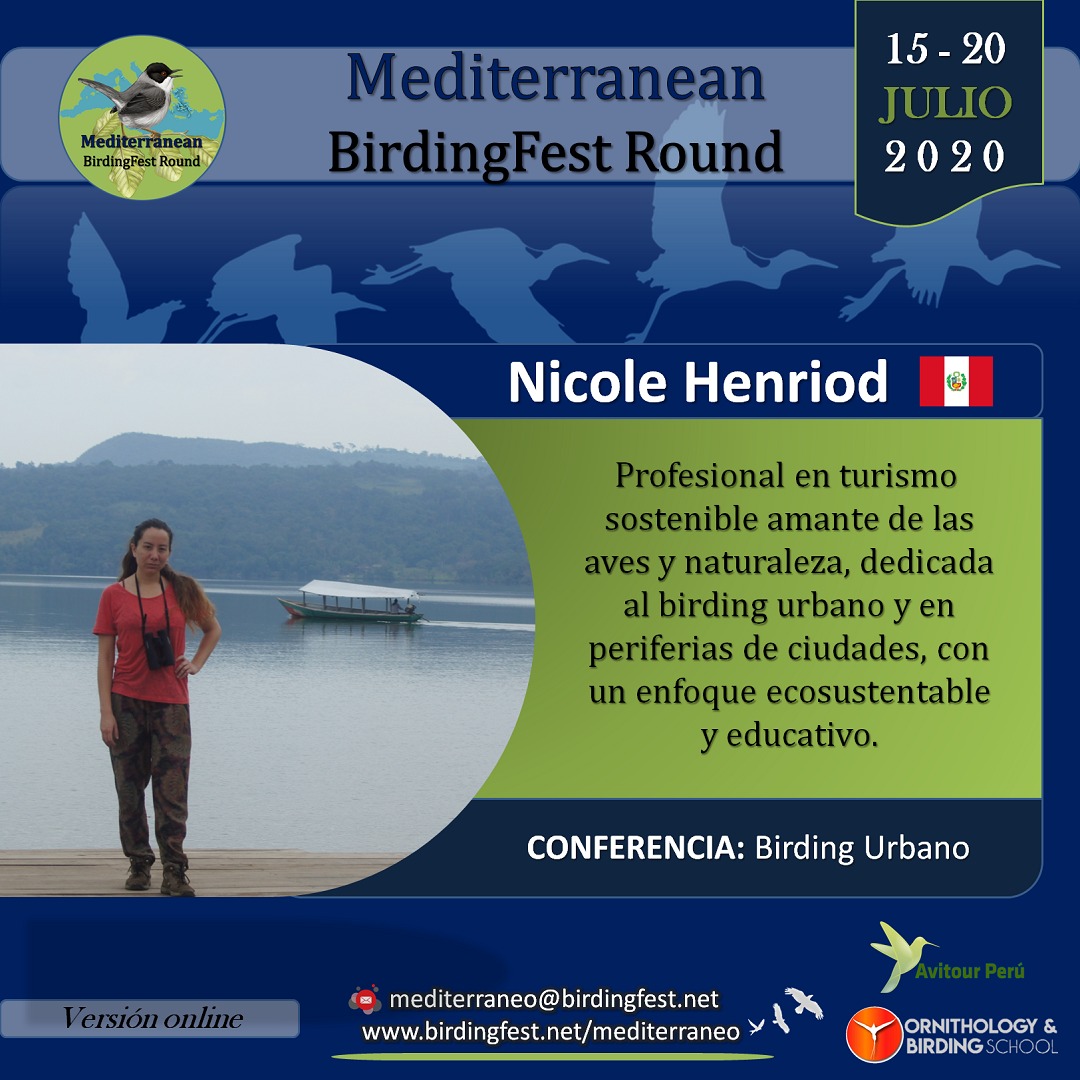 Mediterranean
BirdingFest Round
Mediterranean
BirdingFest Round
15 - 20
JULIO
2020
Nicole Henriod
Profesional en turismo
sostenible amante de las
aves y naturaleza, dedicada
al birding urbano y en
periferias de ciudades, con
un enfoque ecosustentable
y educativo.
CONFERENCIA: Birding Urbano
Avitour Perú
Versión online
mediterraneo@birdingfest.net
www.birdingfest.net/mediterraneo
ORNITHOLOGY &
BIRDING SCHOOL